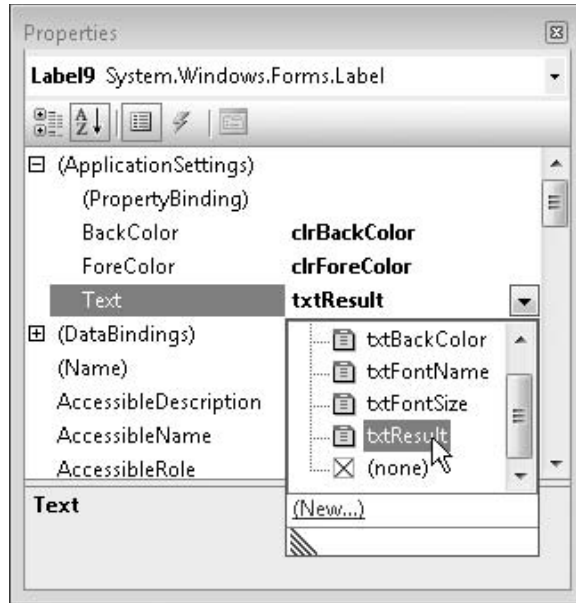 Properties
Label9 System.Windows.Forms.Label
(ApplicationSettings)
(PropertyBinding)
BackColor clrBackColor
ForeColor clrForeColor
Text txtResult
(DataBindings)
(Name)
AccessibleDescription
AccessibleName
AccessibleRole
txtBackColor
txtFontName
txtFontSize
txtResult
(none)
(New...)
Text